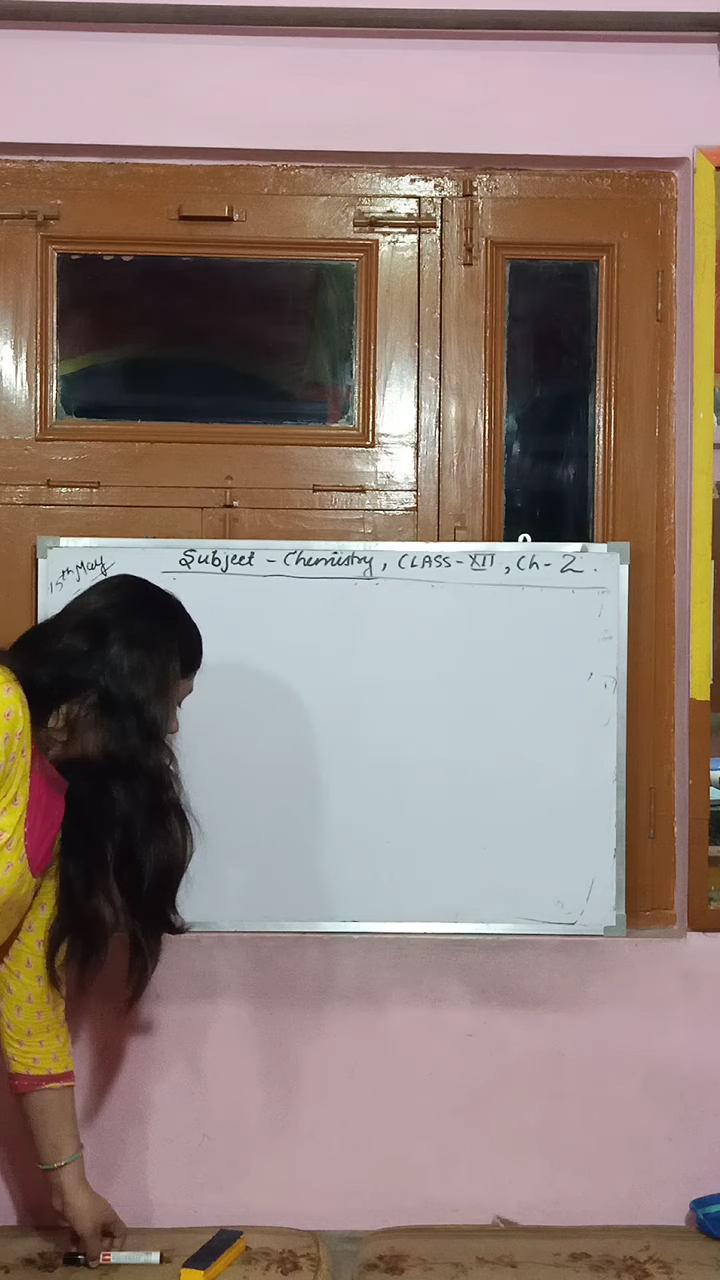 15th May
Subject - Chemistry, CLASS-XII, Ch- 2.